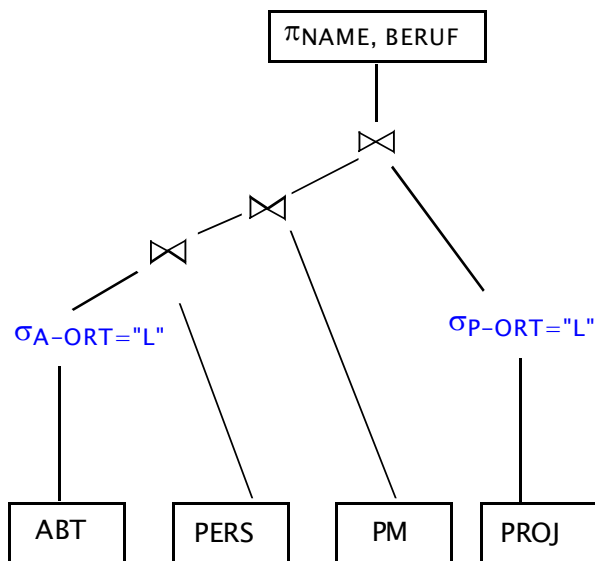 πNAME, BERUF
⋈
⋈
⋈
σA-ORT="L"
σP-ORT="L"
ABT
PERS
PM
PROJ